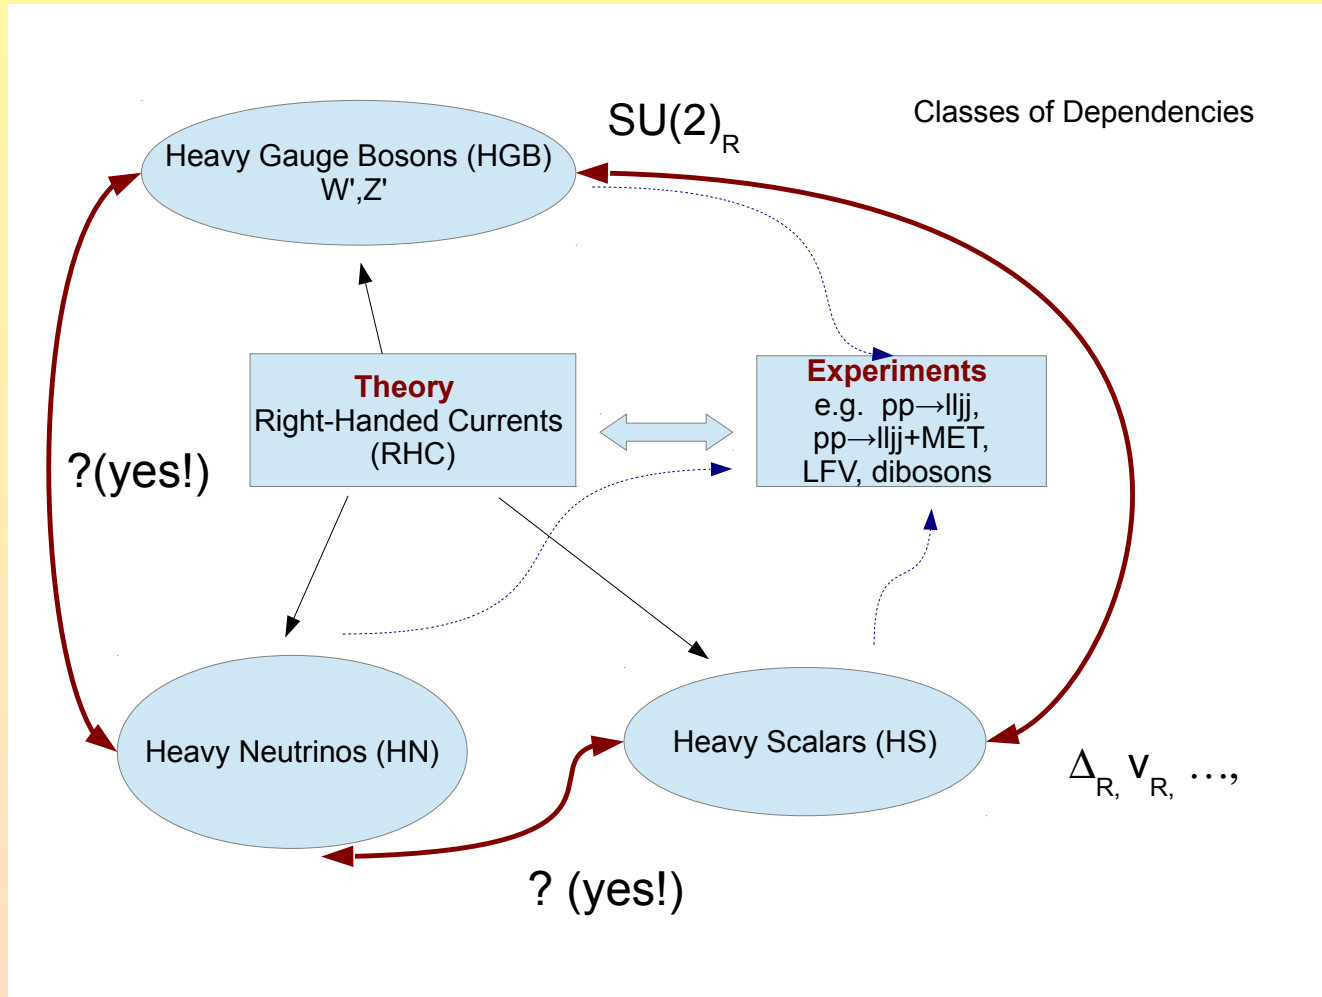 Classes of Dependencies
SU(2)R
Heavy Gauge Bosons (HGB)
W',Z'
Theory
Right-Handed Currents
(RHC)
Experiments
e.g. pp→lljj,
pp→lljj+MET,
LFV, dibosons
?(yes!)
Heavy Neutrinos (HN)
Heavy Scalars (HS)
ΔR, vR, ...,
? (yes!)